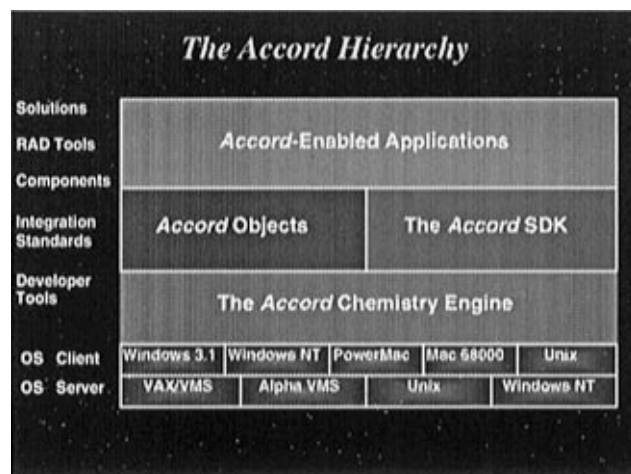 The Accord Hierarchy
Solutions
RAD Tools
Components
Accord-Enabled Applications
Integration
Standards
Accord Objects
The Accord SDK
Developer
Tools
The Accord Chemistry Engine
OS Client
Windows 3.1
Windows NT
PowerMac
Mac 68000
Unix
OS Server
VAX/VMS
Alpha VMS
Unix
Windows NT